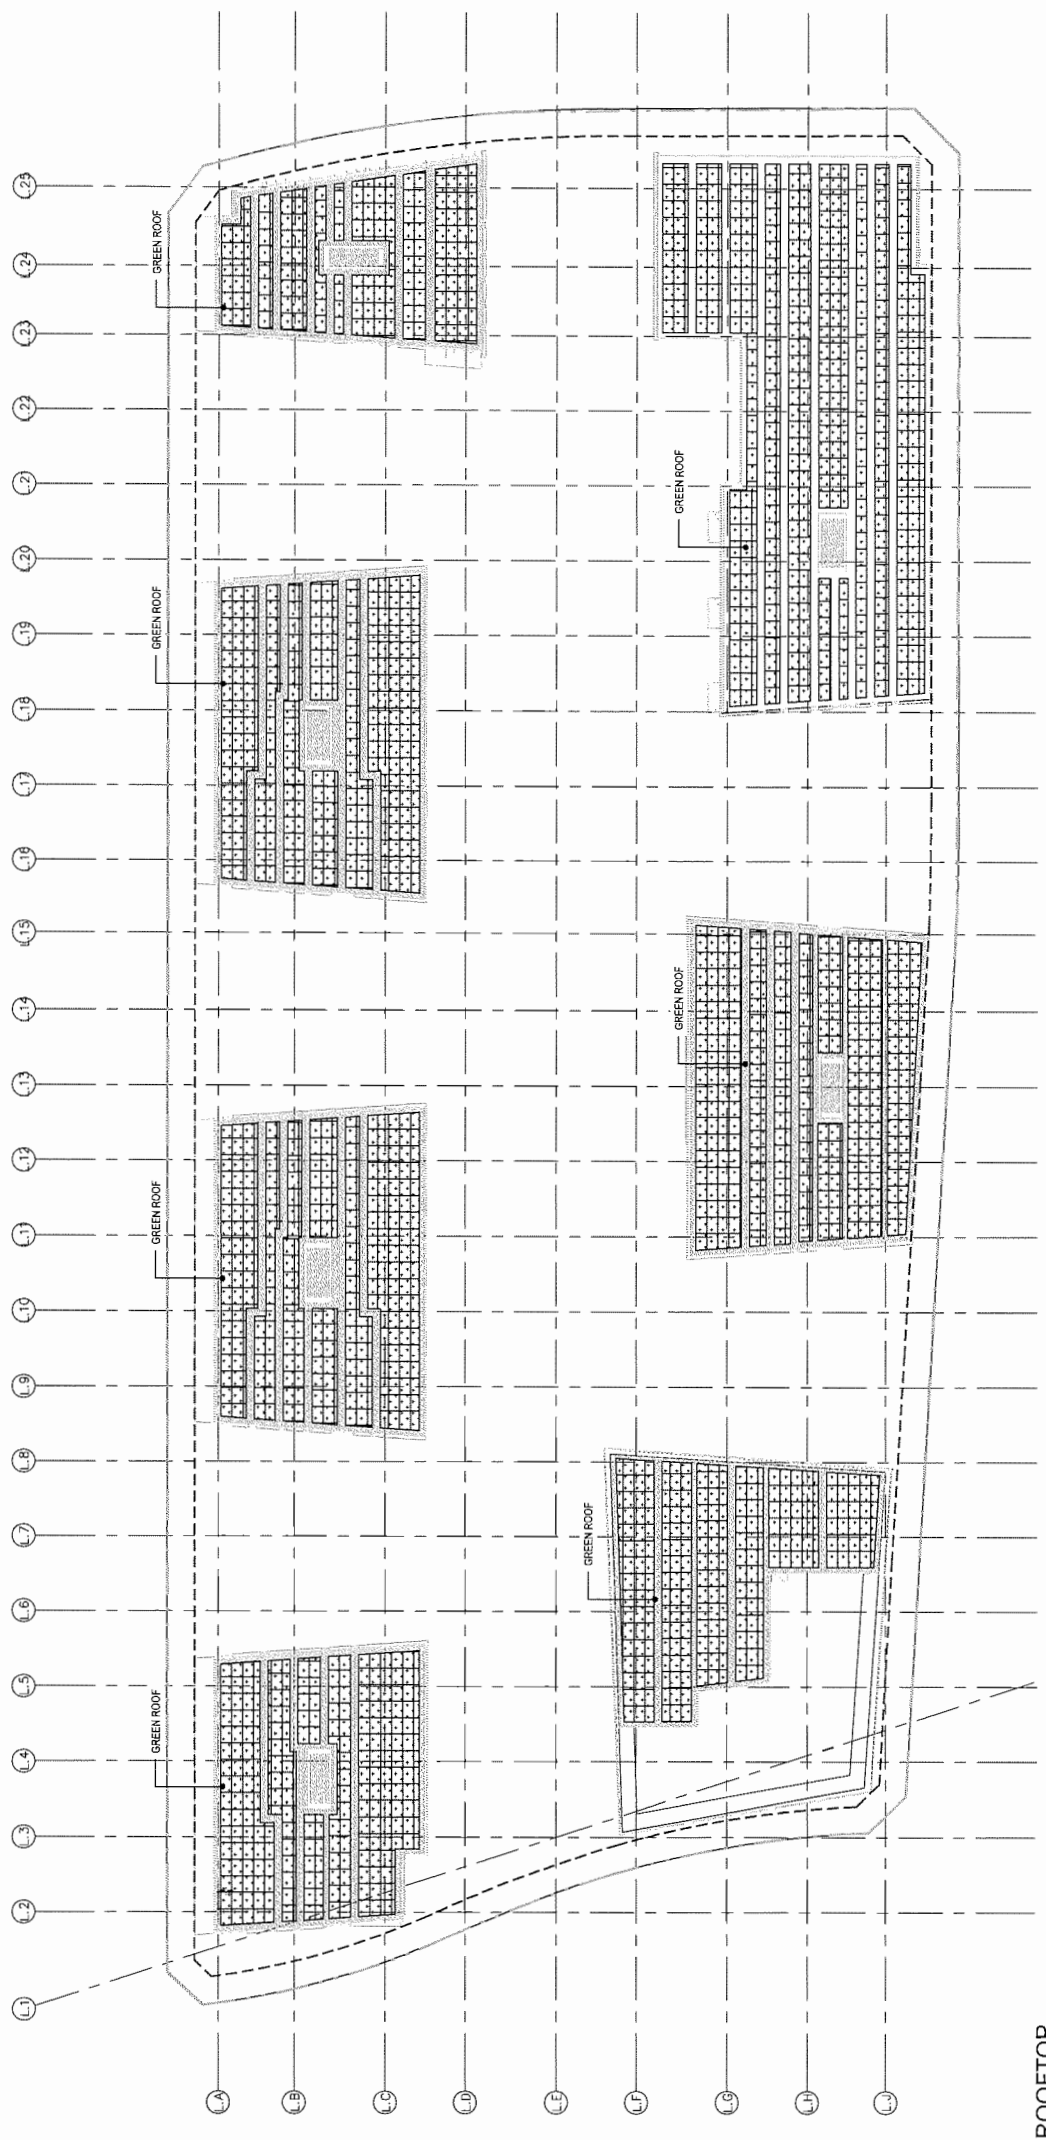 L.25
L.24
L.23
L.22
L.21
L.20
L.19
L.18
L.17
L.16
L.15
L.14
L.13
L.12
L.11
L.10
L.9
L.8
L.7
L.6
L.5
L.4
L.3
L.2
L.1
GREEN ROOF
GREEN ROOF
GREEN ROOF
GREEN ROOF
GREEN ROOF
GREEN ROOF
GREEN ROOF
L.A
L.B
L.C
L.D
L.E
L.F
L.G
L.H
L.J
ROOFTOP